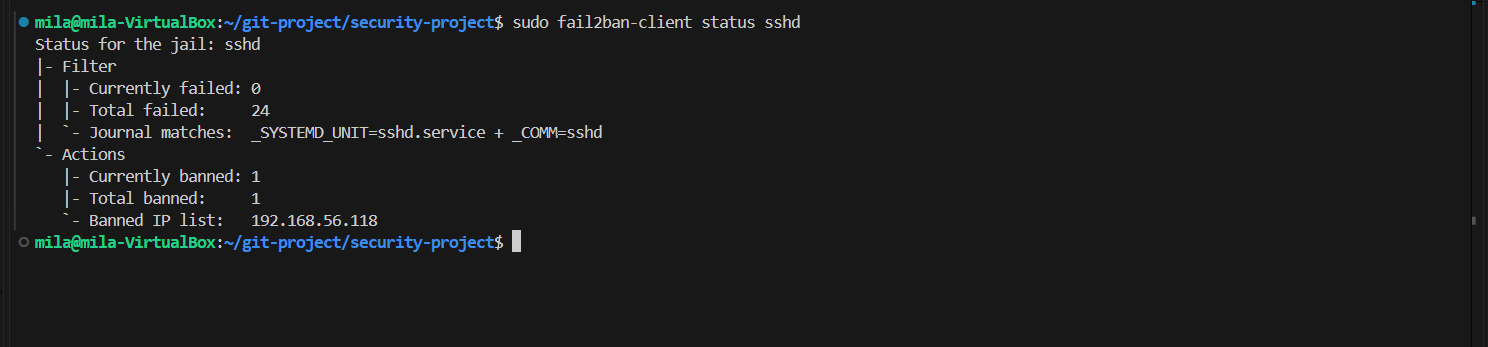 mila@mila-VirtualBox:~/git-project/security-project$ sudo fail2ban-client status sshd
Status for the jail: sshd
|- Filter
|  |- Currently failed: 0
|  |- Total failed:     24
|  `- Journal matches:  _SYSTEMD_UNIT=sshd.service + _COMM=sshd
`- Actions
   |- Currently banned: 1
   |- Total banned:     1
   `- Banned IP list:   192.168.56.118
mila@mila-VirtualBox:~/git-project/security-project$